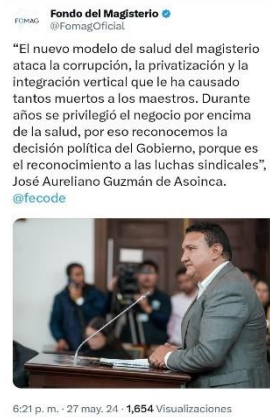 FOMAG
Fondo del Magisterio
@FomagOficial
“El nuevo modelo de salud del magisterio
ataca la corrupción, la privatización y la
integración vertical que le ha causado
tantos muertos a los maestros. Durante
años se privilegió el negocio por encima
de la salud, por eso reconocemos la
decisión política del Gobierno, porque es
el reconocimiento a las luchas sindicales”,
José Aureliano Guzmán de Asoinca.
@fecode
6:21 p. m. · 27 may. 24 · 1,654 Visualizaciones